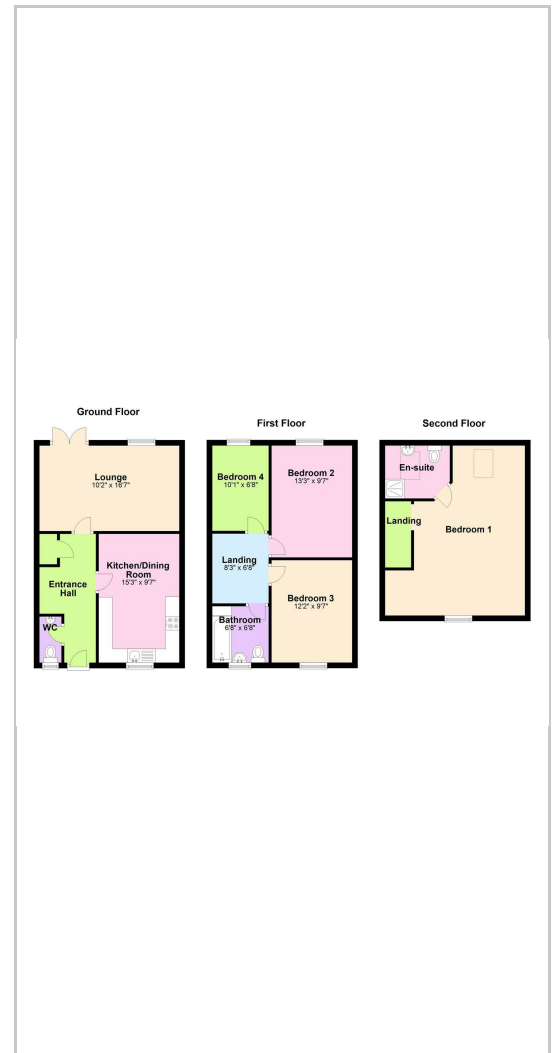 Ground Floor
Lounge
10'2" x 16'7"
Kitchen/Dining
Room
15'3" x 9'7"
Entrance
Hall
WC
First Floor
Bedroom 4
10'1" x 6'8"
Bedroom 2
13'3" x 9'7"
Landing
8'3" x 6'8"
Bedroom 3
12'2" x 9'7"
Bathroom
6'8" x 6'8"
Second Floor
En-suite
Landing
Bedroom 1